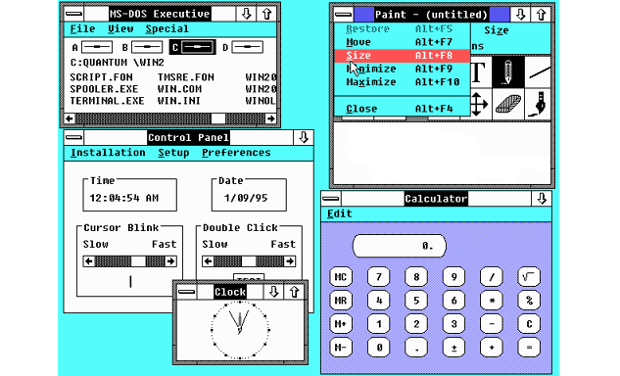 MS-DOS Executive
File View Special
A B C D
C:QUANTUM \WIN2
SCRIPT.FON TMSRE.FON WIN20
SPOOLER.EXE WIN.COM WIN20
TERMINAL.EXE WIN.INI WINOL
Paint - (untitled)
Restore Alt+F5
Move Alt+F7
Size Alt+F8
Minimize Alt+F9
Maximize Alt+F10
Close Alt+F4
Size
ns
T
Control Panel
Installation Setup Preferences
Time
12:04:54 AM
Date
1/09/95
Cursor Blink
Slow Fast
Double Click
Slow Fast
Clock
Calculator
Edit
0.
MC 7 8 9 / √
MR 4 5 6 * %
M+ 1 2 3 - C
M- 0 . ± + =